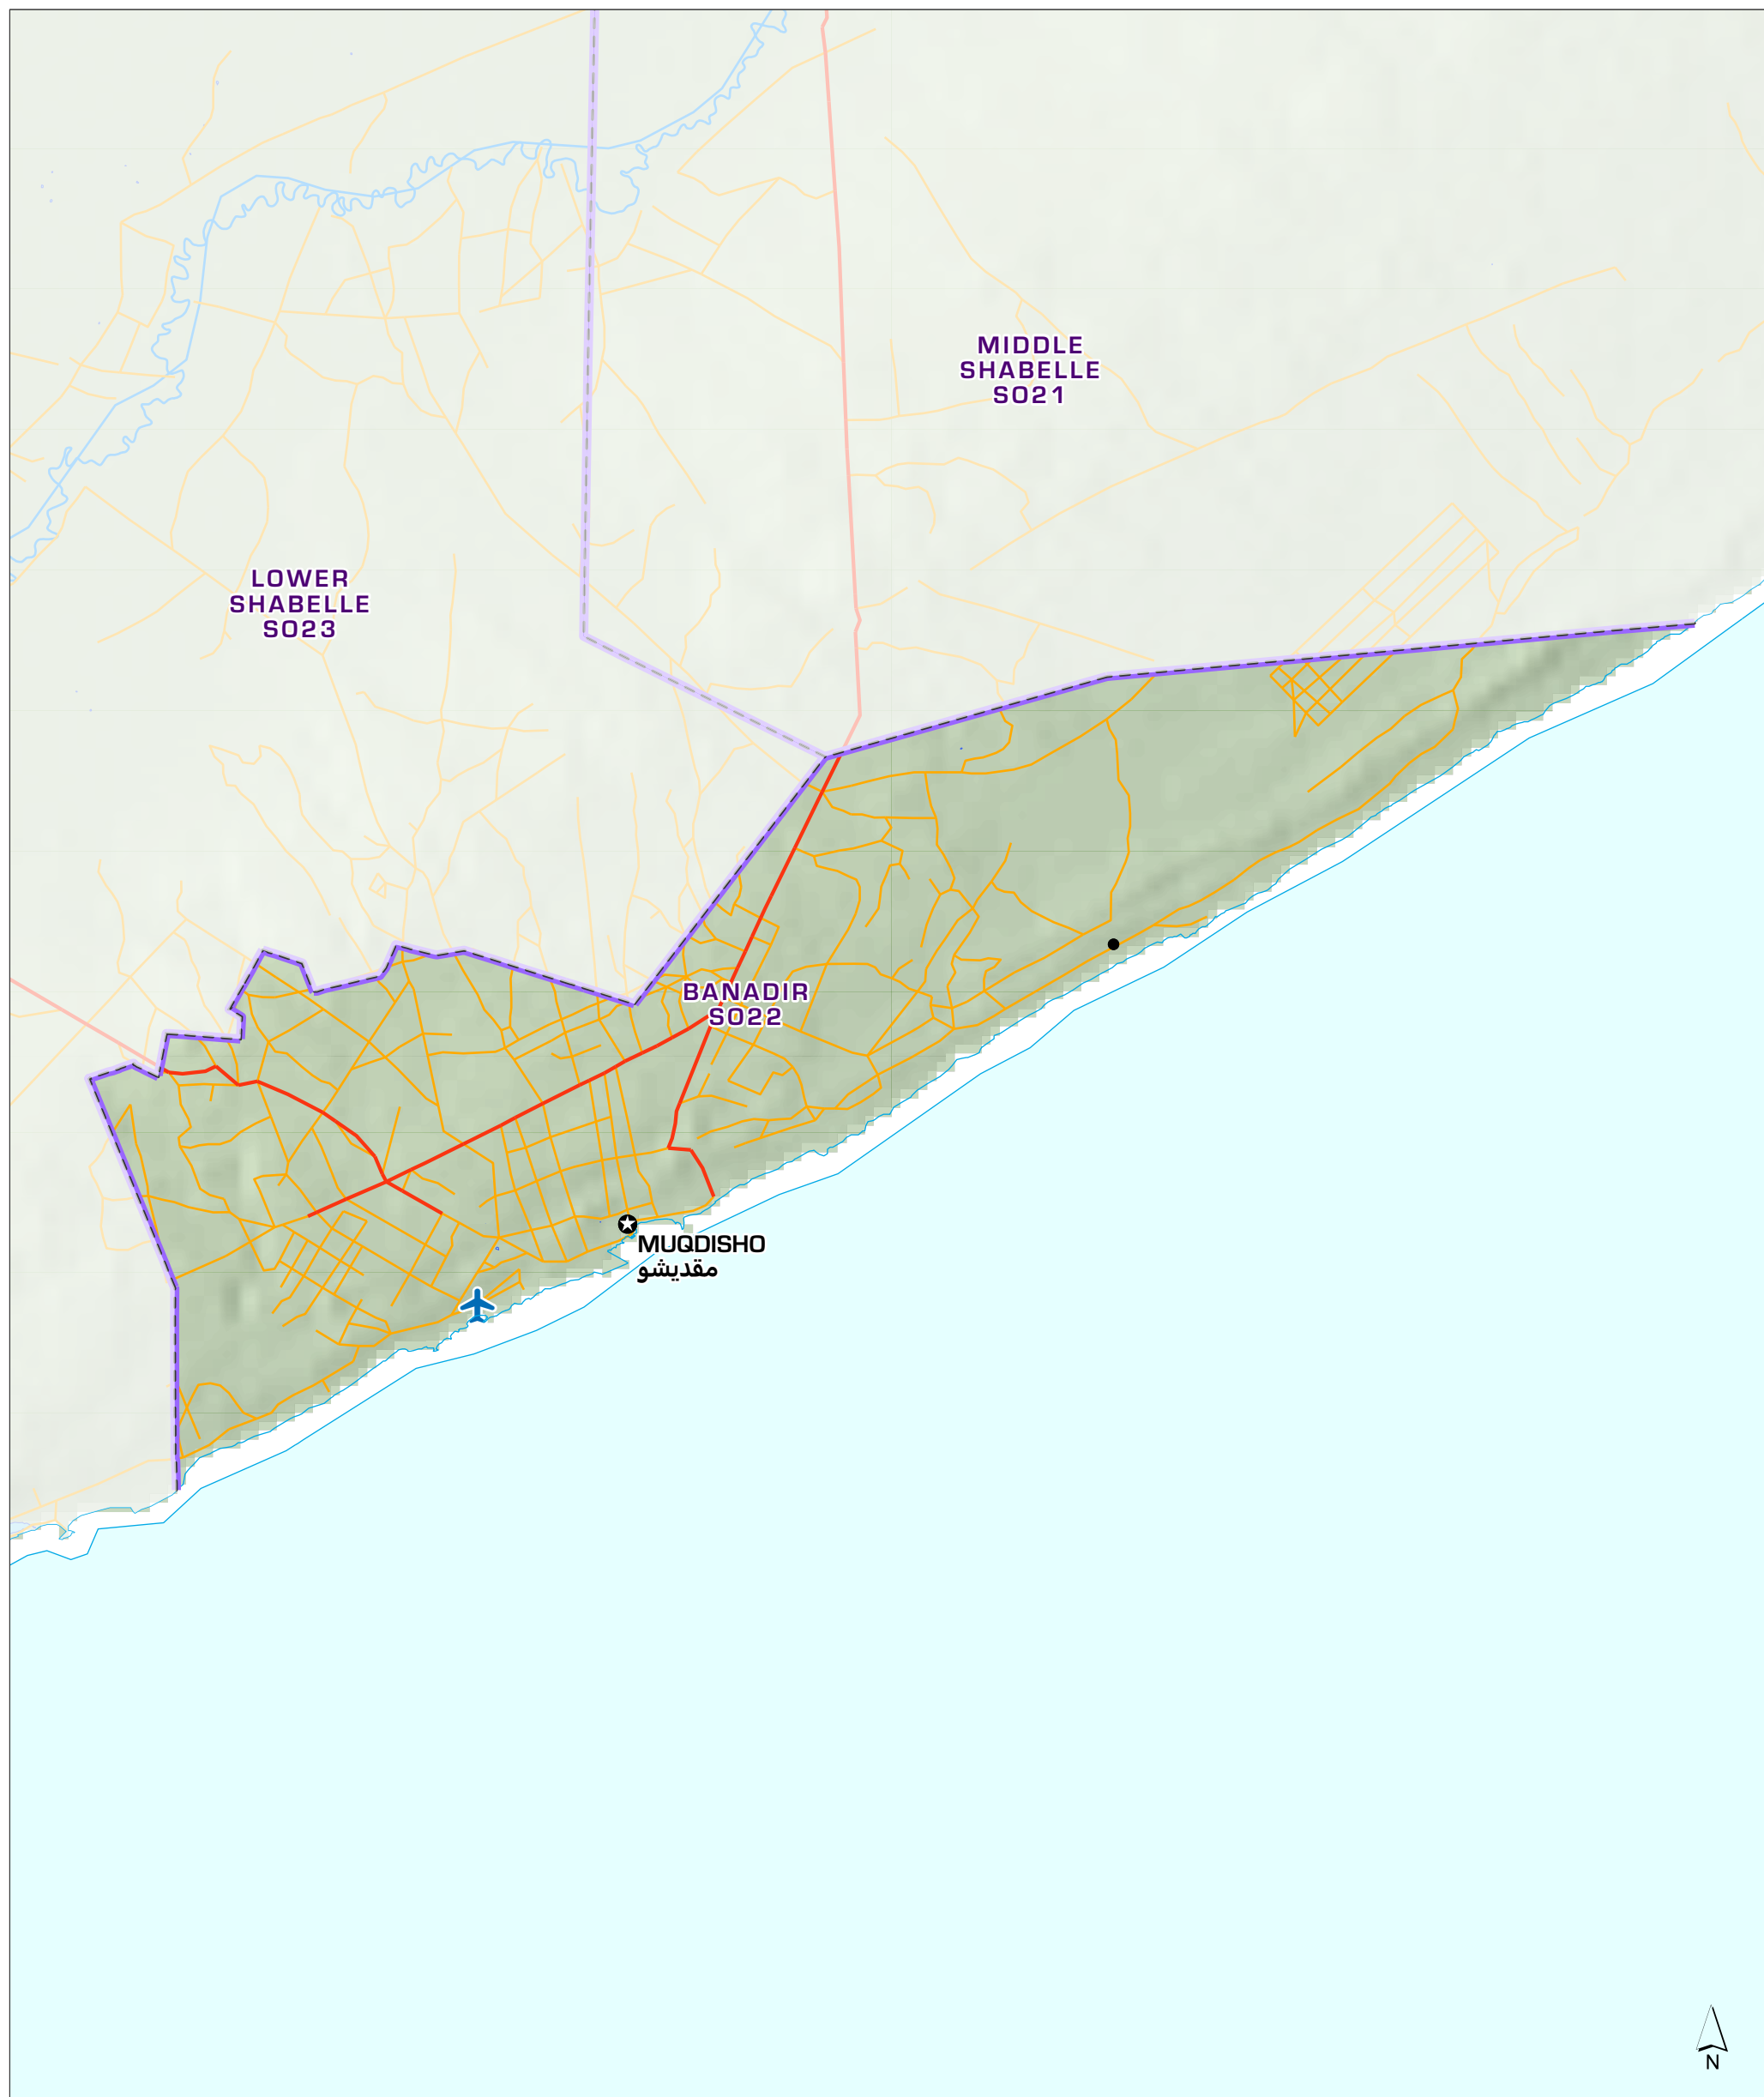 MIDDLE
SHABELLE
SO21
LOWER
SHABELLE
SO23
BANADIR
SO22
MUQDISHO
مقديشو
N